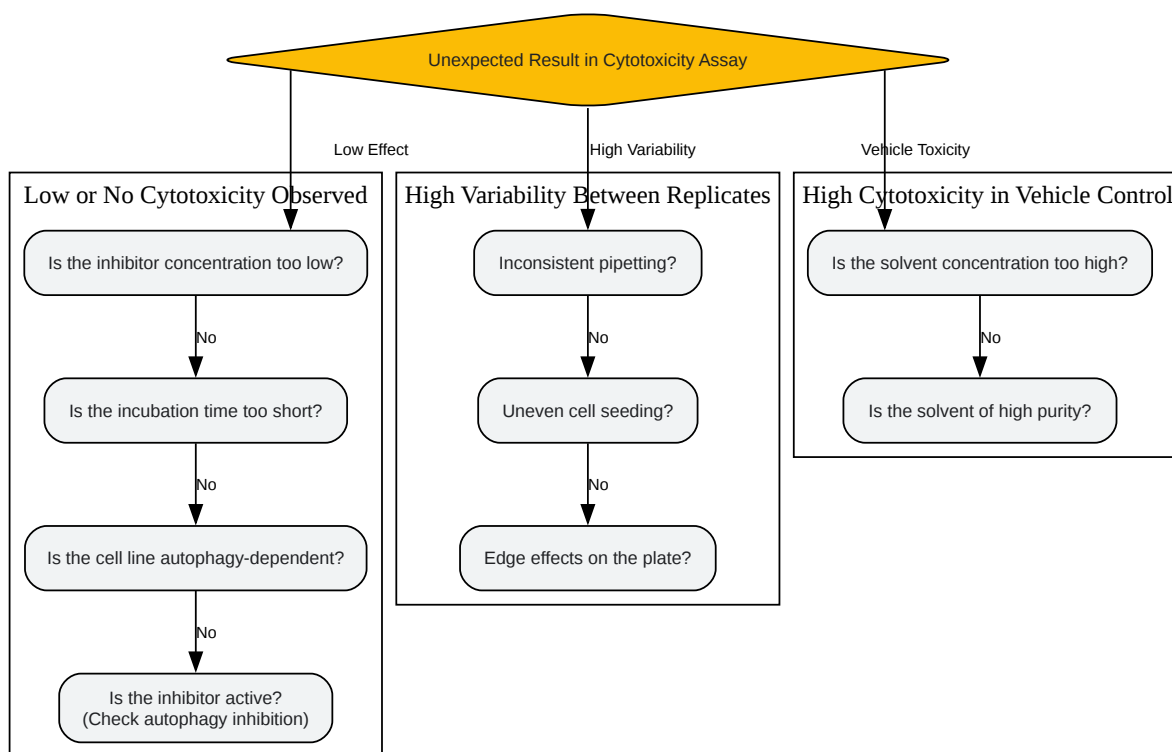 Unexpected Result in Cytotoxicity Assay
Low Effect
High Variability
Vehicle Toxicity
Low or No Cytotoxicity Observed
Is the inhibitor concentration too low?
No
Is the incubation time too short?
No
Is the cell line autophagy-dependent?
No
Is the inhibitor active?
(Check autophagy inhibition)
High Variability Between Replicates
Inconsistent pipetting?
No
Uneven cell seeding?
No
Edge effects on the plate?
High Cytotoxicity in Vehicle Control
Is the solvent concentration too high?
No
Is the solvent of high purity?